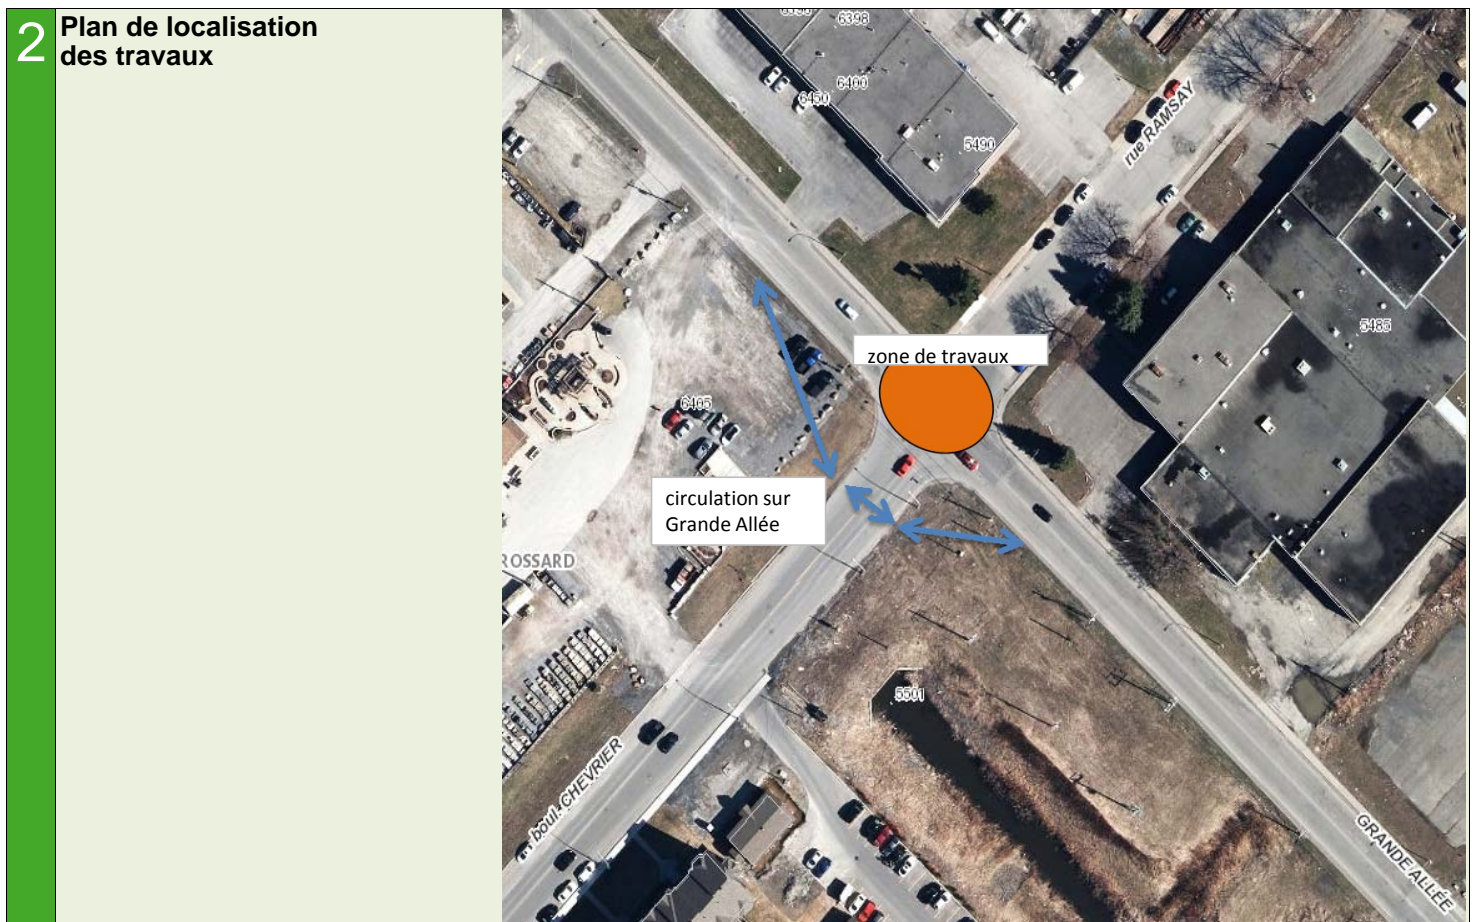 2
Plan de localisation
des travaux
6398
6400
6450
5490
rue RAMSAY
5485
zone de travaux
6405
circulation sur
Grande Allée
ROSSARD
5501
boul. CHEVRIER
GRANDE ALLÉE